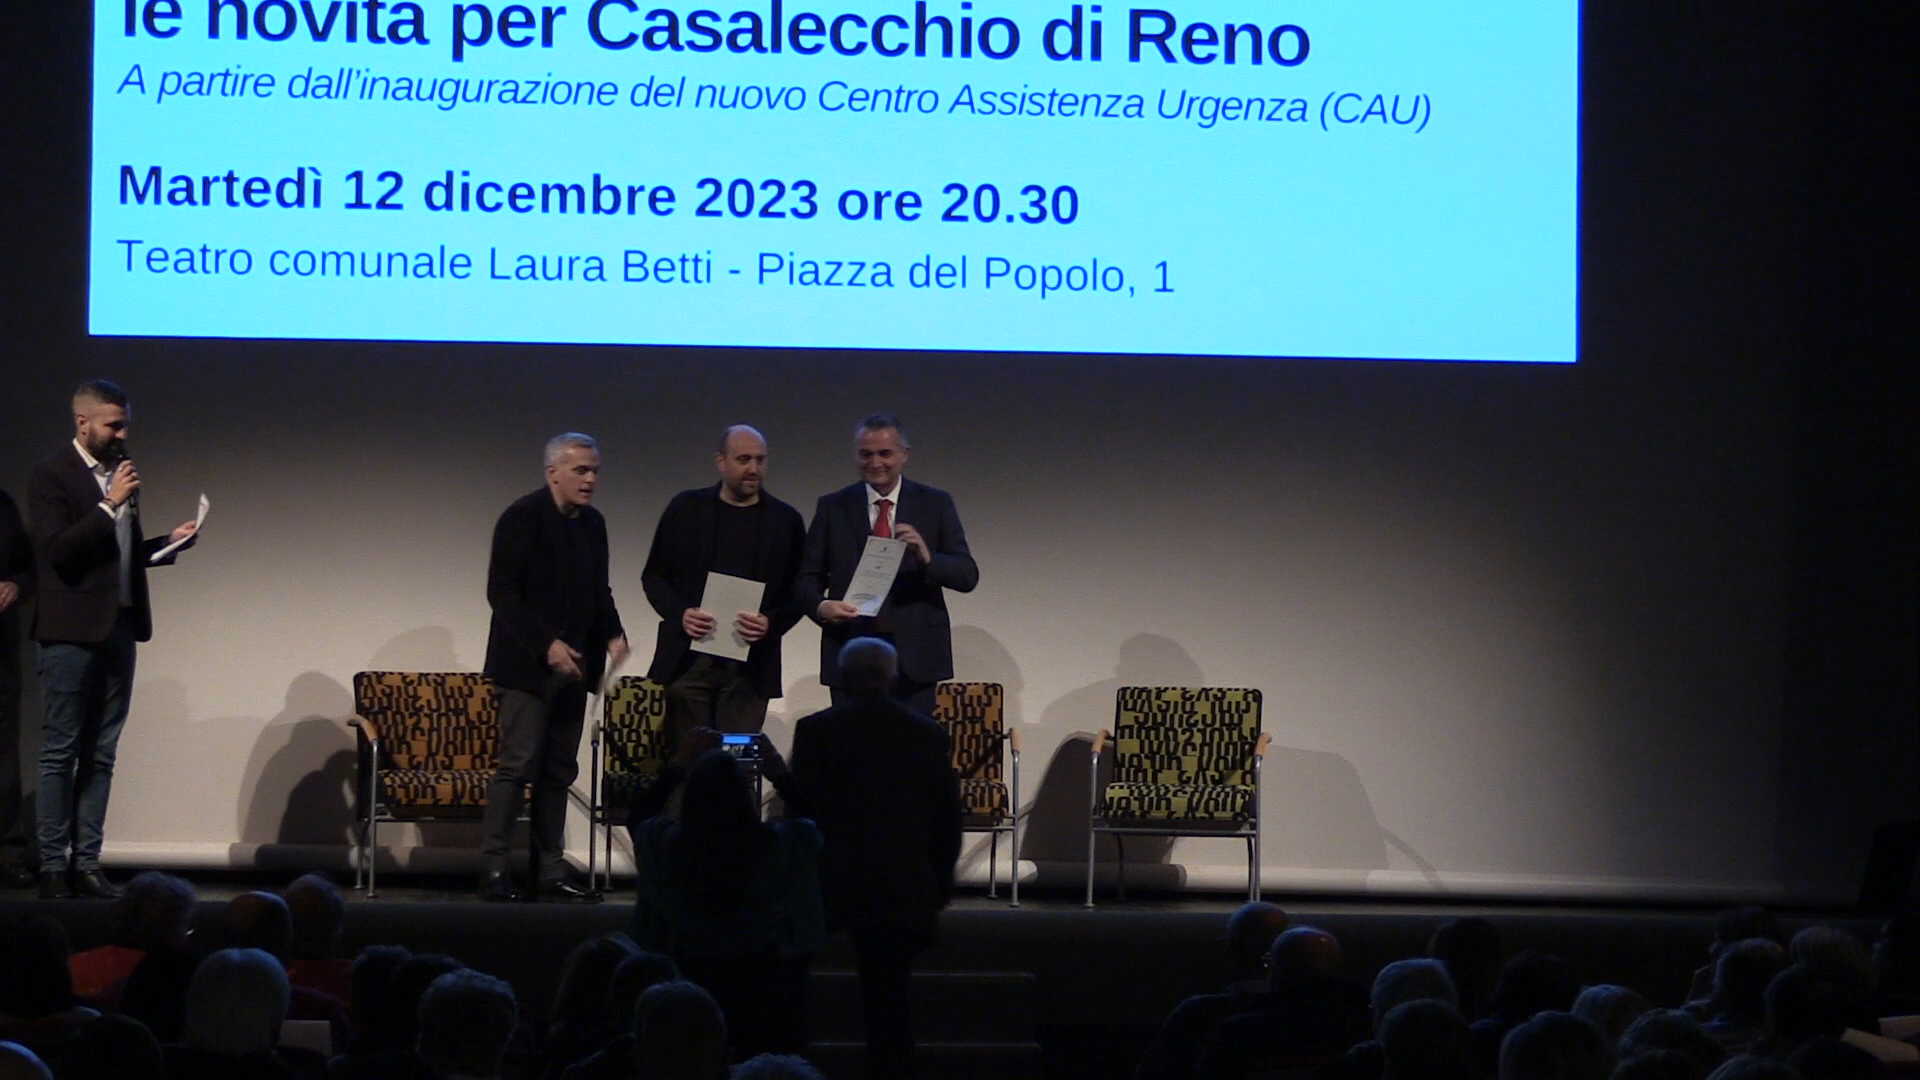 le novità per Casalecchio di Reno
A partire dall’inaugurazione del nuovo Centro Assistenza Urgenza (CAU)
Martedì 12 dicembre 2023 ore 20.30
Teatro comunale Laura Betti - Piazza del Popolo, 1